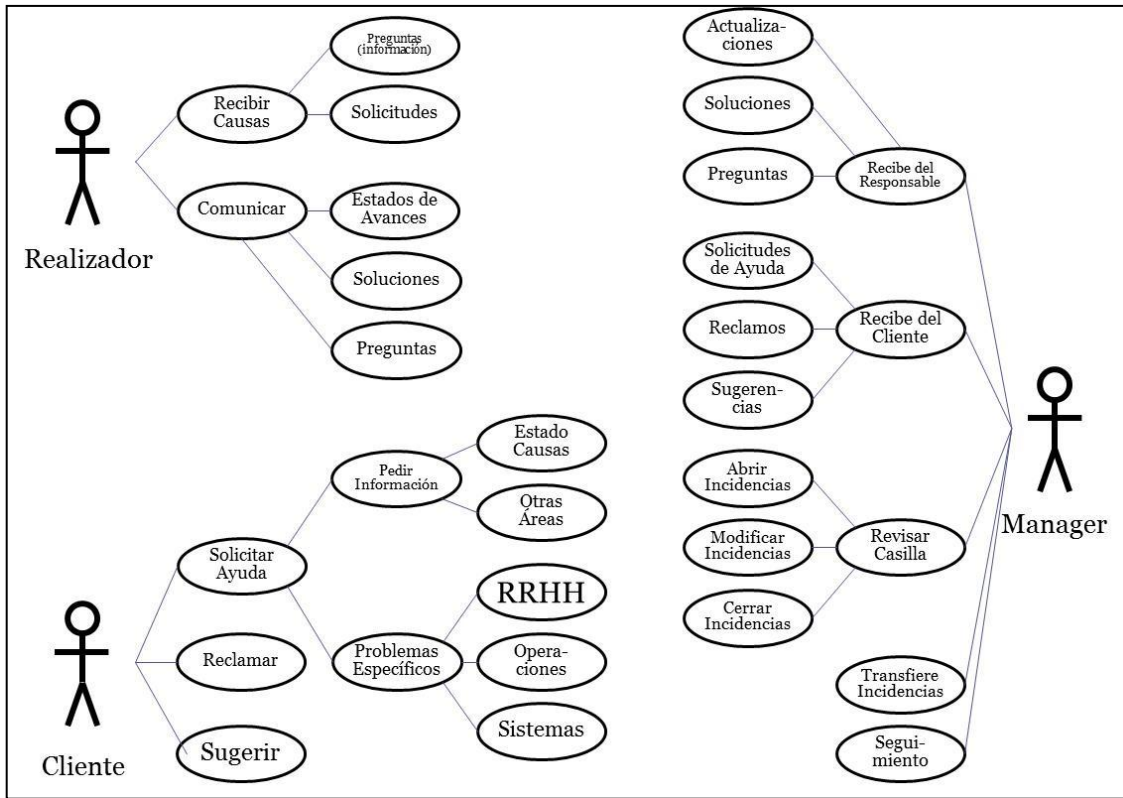 Preguntas
(información)
Recibir
Causas
Solicitudes
Comunicar
Estados de
Avances
Soluciones
Preguntas
Realizador
Actualiza-
ciones
Soluciones
Preguntas
Recibe del
Responsable
Solicitudes
de Ayuda
Reclamos
Recibe del
Cliente
Sugeren-
cias
Abrir
Incidencias
Modificar
Incidencias
Revisar
Casilla
Cerrar
Incidencias
Transfiere
Incidencias
Segui-
miento
Manager
Estado
Causas
Pedir
Información
Otras
Áreas
Solicitar
Ayuda
RRHH
Problemas
Específicos
Opera-
ciones
Sistemas
Reclamar
Sugerir
Cliente